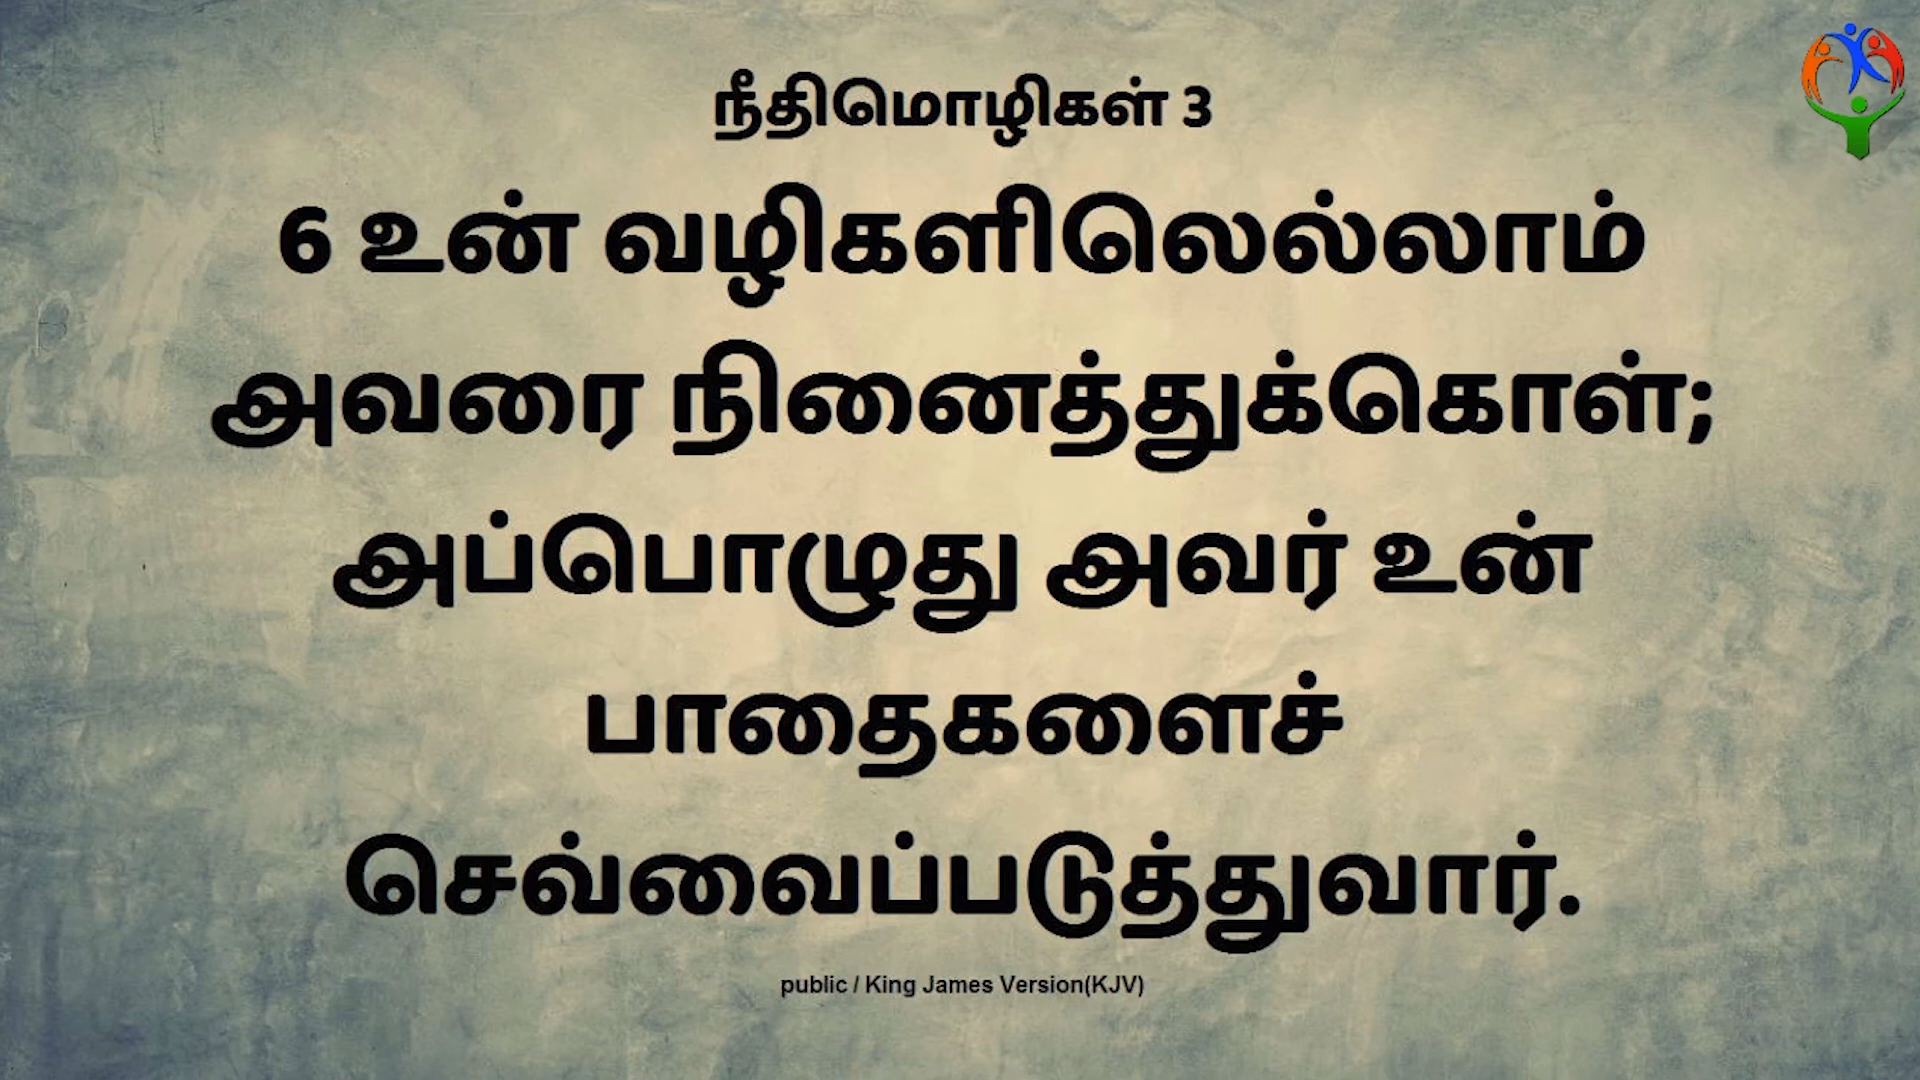 நீதிமொழிகள் 3
6 உன் வழிகளிலெல்லாம்
அவரை நினைத்துக்கொள்;
அப்பொழுது அவர் உன்
பாதைகளைச்
செவ்வைப்படுத்துவார்.
public / King James Version(KJV)